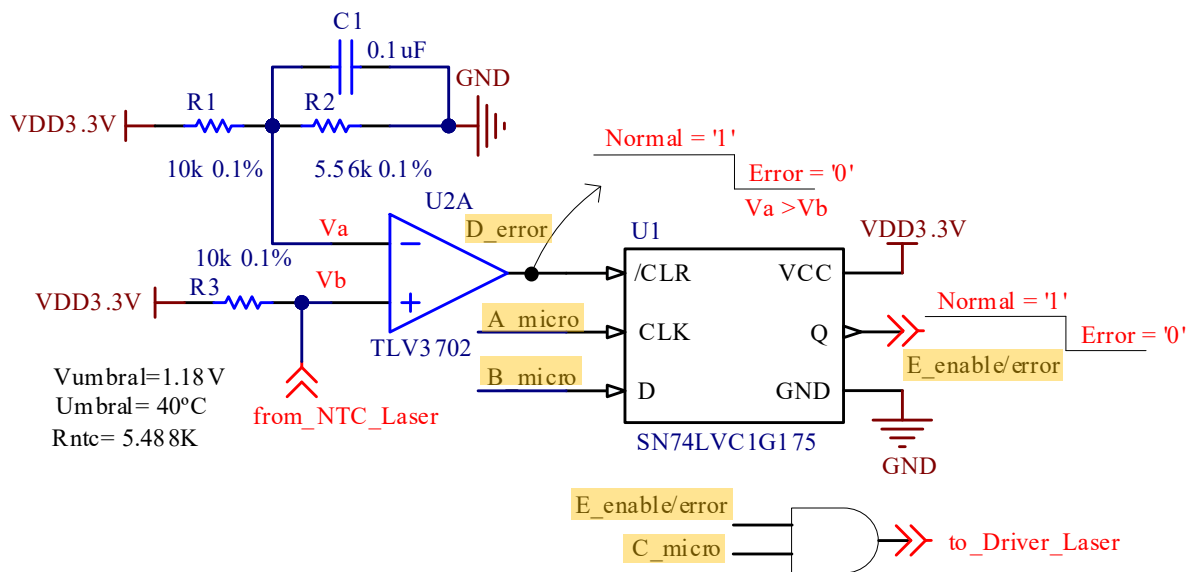 C1
0.1uF
GND
R1
R2
VDD3.3V
10k 0.1%
5.56k 0.1%
Normal = '1'
Error = '0'
Va >Vb
U2A
D_error
U1
VDD3.3V
Va
10k 0.1%
Vb
R3
VDD3.3V
/CLR
VCC
A_micro
CLK
Q
Normal = '1'
Error = '0'
E_enable/error
TLV3702
B_micro
D
GND
Vumbral=1.18V
Umbral= 40ºC
Rntc= 5.488K
from_NTC_Laser
SN74LVC1G175
GND
E_enable/error
C_micro
to_Driver_Laser